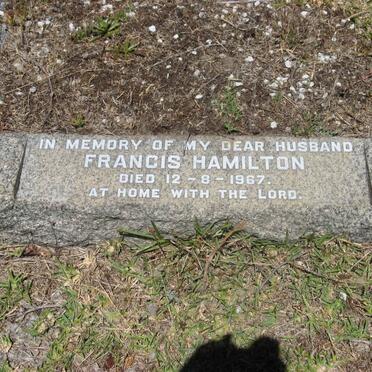 IN MEMORY OF MY DEAR HUSBAND
FRANCIS HAMILTON
DIED 12-8-1967.
AT HOME WITH THE LORD.